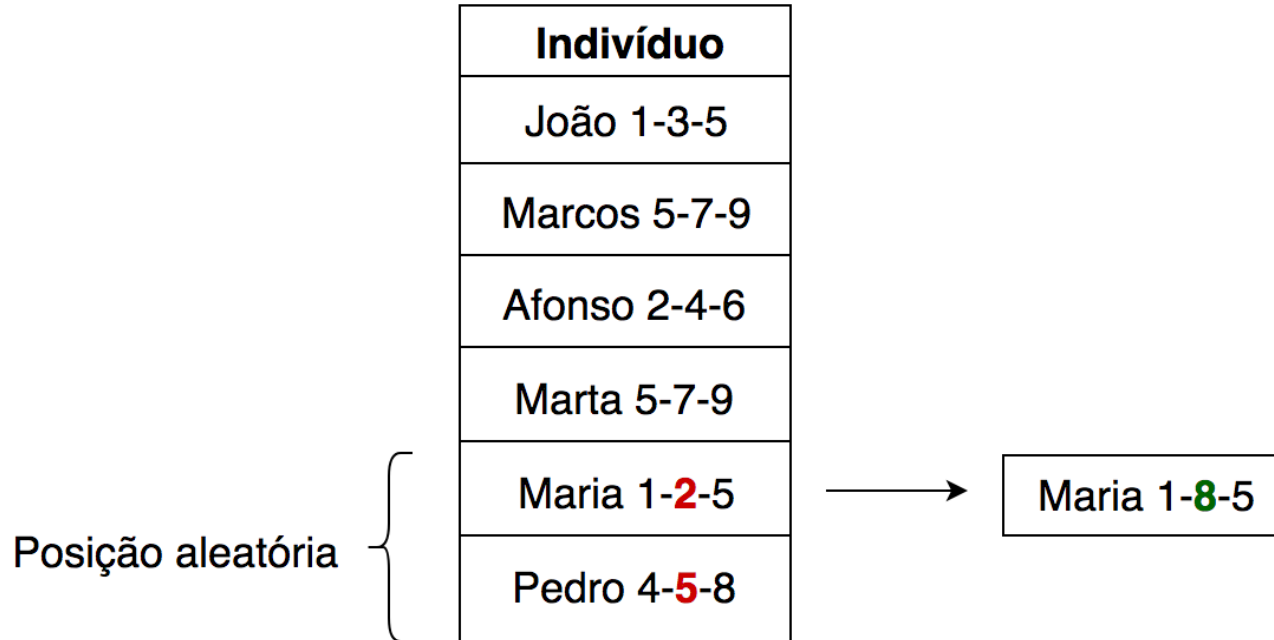 Indivíduo
João 1-3-5
Marcos 5-7-9
Afonso 2-4-6
Marta 5-7-9
Maria 1-2-5
Maria 1-8-5
Posição aleatória
Pedro 4-5-8